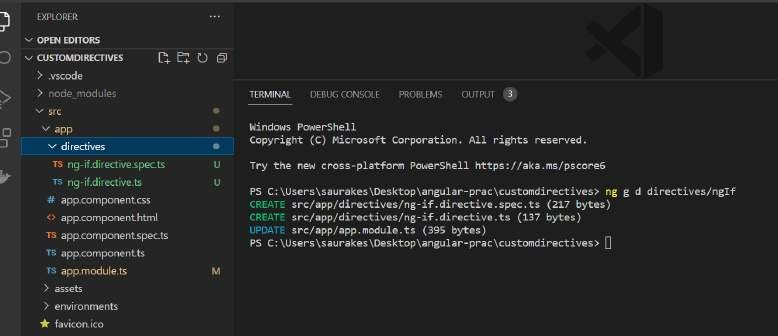 EXPLORER
OPEN EDITORS
CUSTOMDIRECTIVES
.vscode
node_modules
src
app
directives
TS ng-if.directive.spec.ts U
TS ng-if.directive.ts U
# app.component.css
<> app.component.html
TS app.component.spec.ts
TS app.component.ts
TS app.module.ts M
assets
environments
favicon.ico
TERMINAL DEBUG CONSOLE PROBLEMS OUTPUT 3
Windows PowerShell
Copyright (C) Microsoft Corporation. All rights reserved.
Try the new cross-platform PowerShell https://aka.ms/pscore6
PS C:\Users\saurakes\Desktop\angular-prac\customdirectives> ng g d directives/ngIf
CREATE src/app/directives/ng-if.directive.spec.ts (217 bytes)
CREATE src/app/directives/ng-if.directive.ts (137 bytes)
UPDATE src/app/app.module.ts (395 bytes)
PS C:\Users\saurakes\Desktop\angular-prac\customdirectives>